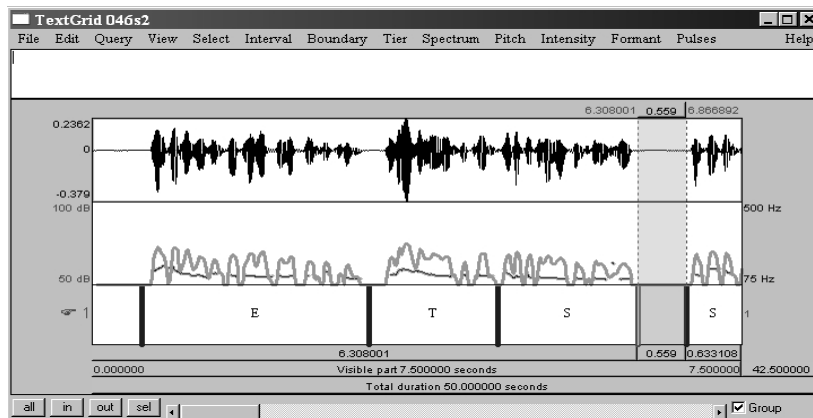 TextGrid 046s2
File Edit Query View Select Interval Boundary Tier Spectrum Pitch Intensity Formant Pulses Help
6.308001 0.559 6.866892
0.2362
0
-0.379
100 dB 500 Hz
50 dB 75 Hz
1 E T S S 1
6.308001 0.559 0.633108
0.000000 Visible part 7.500000 seconds 7.500000 42.500000
Total duration 50.000000 seconds
all in out sel Group